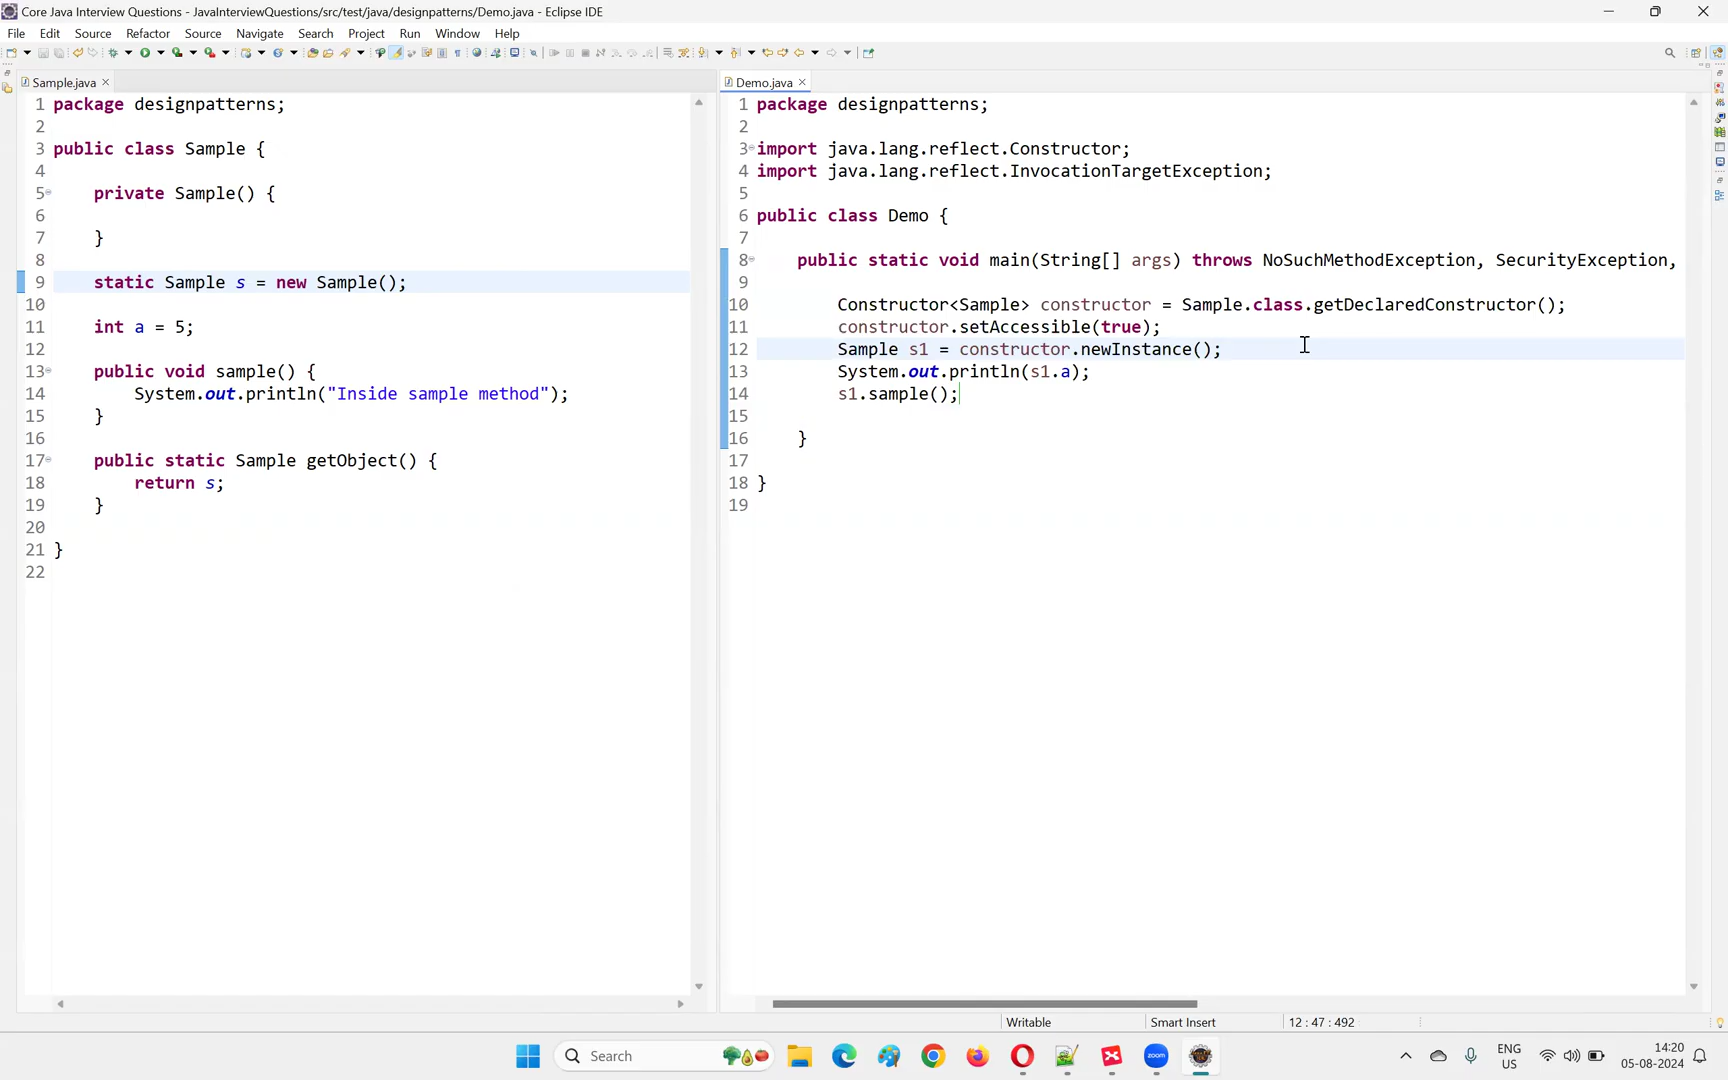 Core Java Interview Questions - JavaInterviewQuestions/src/test/java/designpatterns/Demo.java - Eclipse IDE
File Edit Source Refactor Source Navigate Search Project Run Window Help
Sample.java
1 package designpatterns;
2
3 public class Sample {
4
5 private Sample() {
6
7 }
8
9 static Sample s = new Sample();
10
11 int a = 5;
12
13 public void sample() {
14 System.out.println("Inside sample method");
15 }
16
17 public static Sample getObject() {
18 return s;
19 }
20
21 }
22
Demo.java
1 package designpatterns;
2
3 import java.lang.reflect.Constructor;
4 import java.lang.reflect.InvocationTargetException;
5
6 public class Demo {
7
8 public static void main(String[] args) throws NoSuchMethodException, SecurityException,
9
10 Constructor<Sample> constructor = Sample.class.getDeclaredConstructor();
11 constructor.setAccessible(true);
12 Sample s1 = constructor.newInstance();
13 System.out.println(s1.a);
14 s1.sample();
15
16 }
17
18 }
19
Writable Smart Insert 12 : 47 : 492
Search
zoom
ENG
US
14:20
05-08-2024